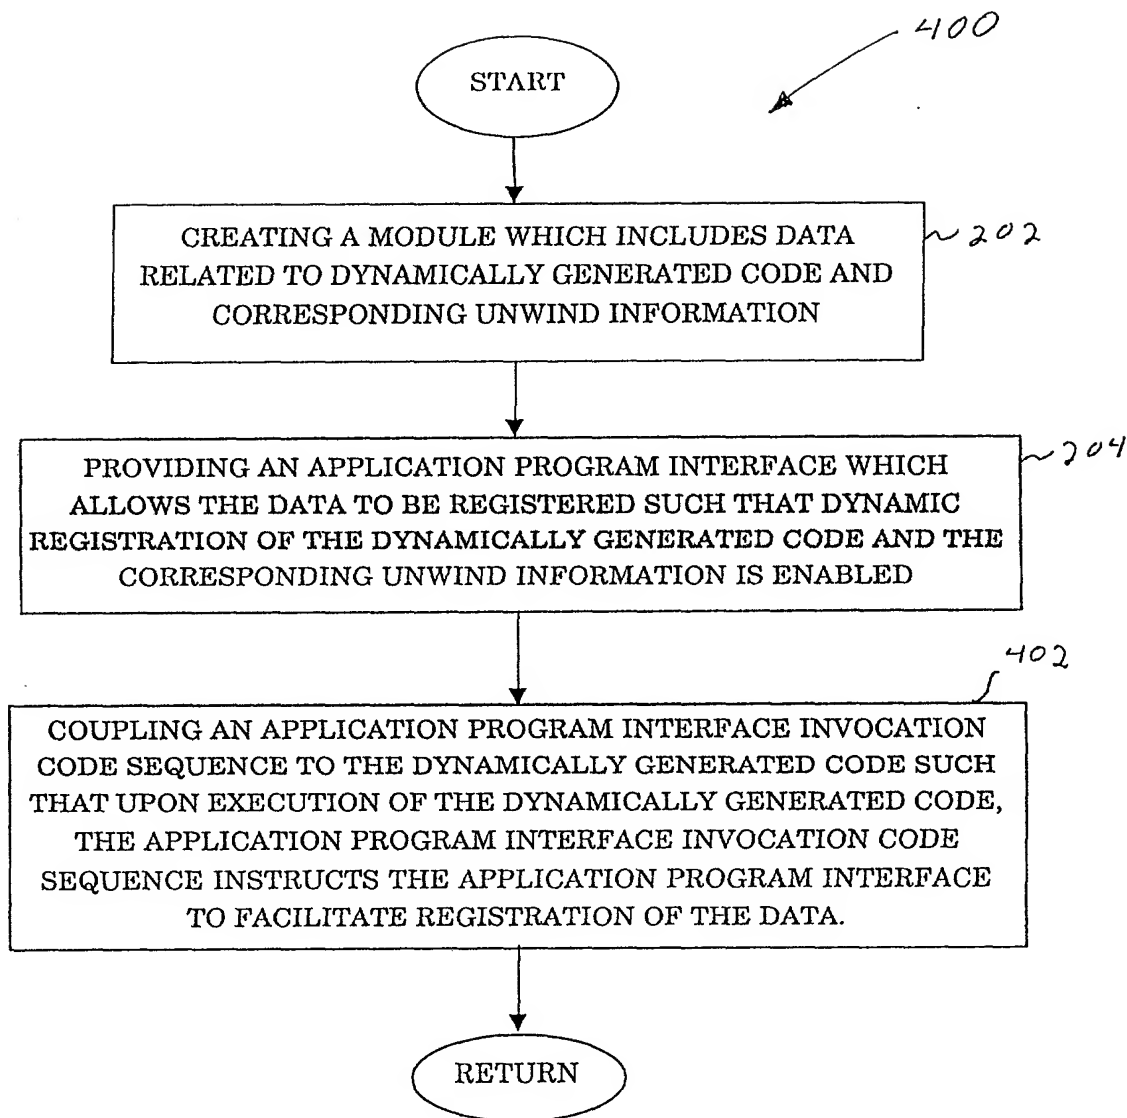 400
START
CREATING A MODULE WHICH INCLUDES DATA
RELATED TO DYNAMICALLY GENERATED CODE AND
CORRESPONDING UNWIND INFORMATION
202
PROVIDING AN APPLICATION PROGRAM INTERFACE WHICH
ALLOWS THE DATA TO BE REGISTERED SUCH THAT DYNAMIC
REGISTRATION OF THE DYNAMICALLY GENERATED CODE AND THE
CORRESPONDING UNWIND INFORMATION IS ENABLED
204
402
COUPLING AN APPLICATION PROGRAM INTERFACE INVOCATION
CODE SEQUENCE TO THE DYNAMICALLY GENERATED CODE SUCH
THAT UPON EXECUTION OF THE DYNAMICALLY GENERATED CODE,
THE APPLICATION PROGRAM INTERFACE INVOCATION CODE
SEQUENCE INSTRUCTS THE APPLICATION PROGRAM INTERFACE
TO FACILITATE REGISTRATION OF THE DATA.
RETURN